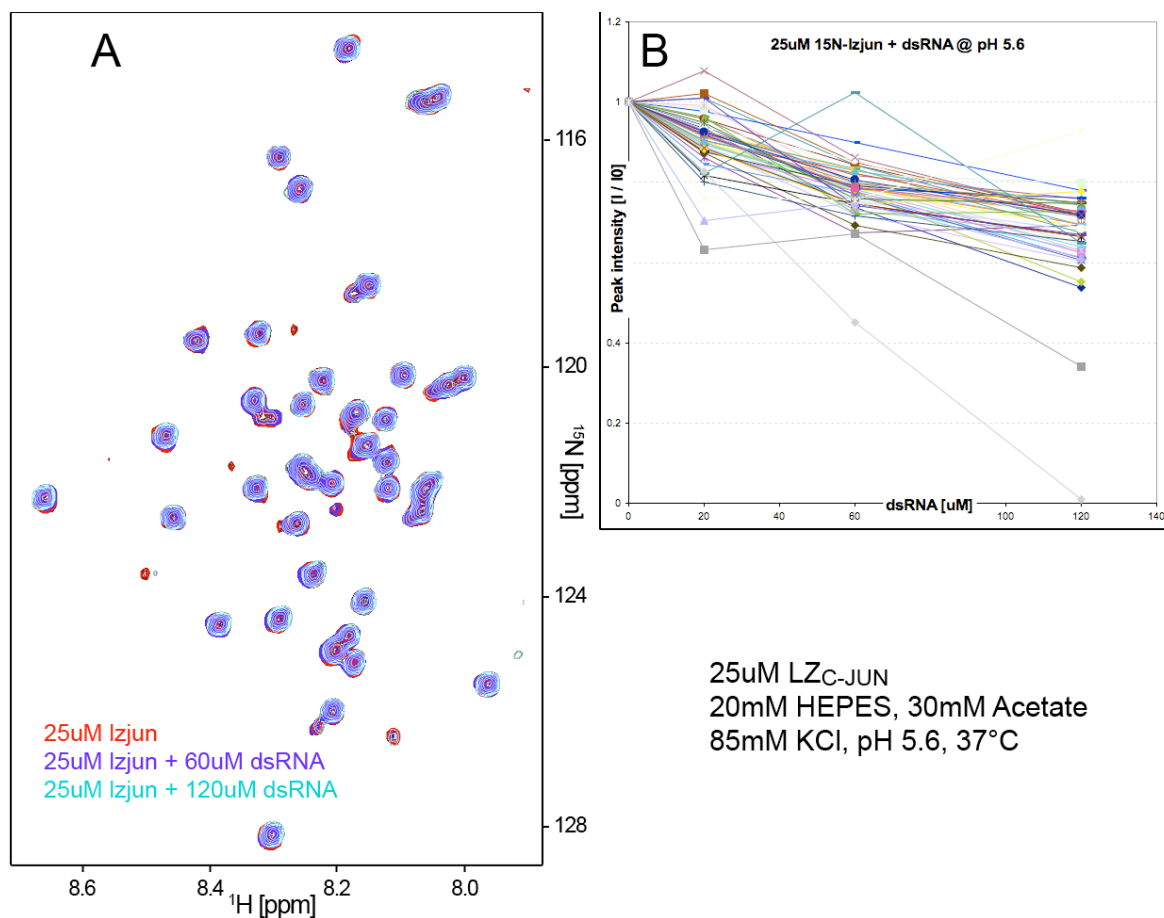 A
116
120
124
128
15N [ppm]
25uM lzjun
25uM lzjun + 60uM dsRNA
25uM lzjun + 120uM dsRNA
8.6
8.4
8.2
8.0
1H [ppm]
B
25uM 15N-lzjun + dsRNA @ pH 5.6
1.2
1
0.4
0.2
0
Peak intensity [I / I0]
0
20
40
60
80
100
120
140
dsRNA [uM]
25uM LZC-JUN
20mM HEPES, 30mM Acetate
85mM KCl, pH 5.6, 37°C